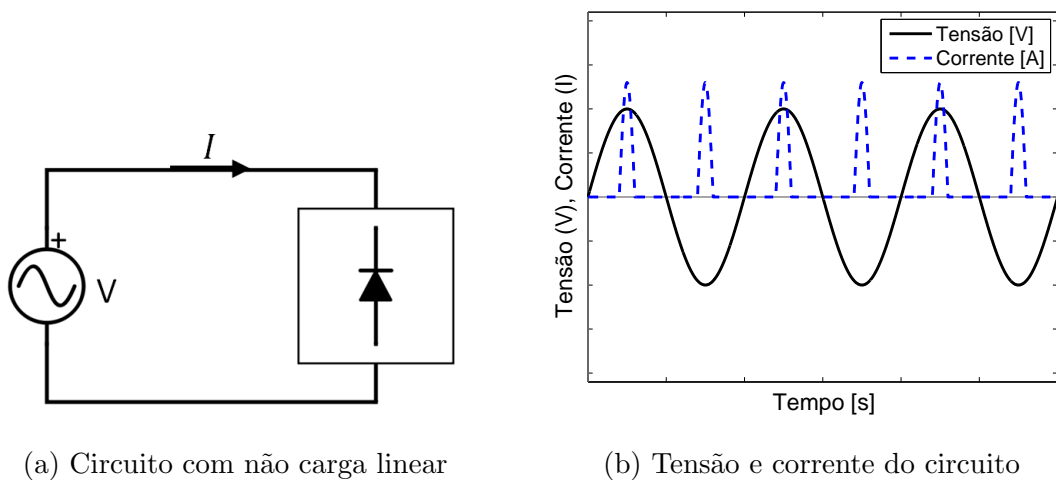 I
+
V
Tensão [V]
Corrente [A]
Tensão (V), Corrente (I)
Tempo [s]
(a) Circuito com não carga linear
(b) Tensão e corrente do circuito